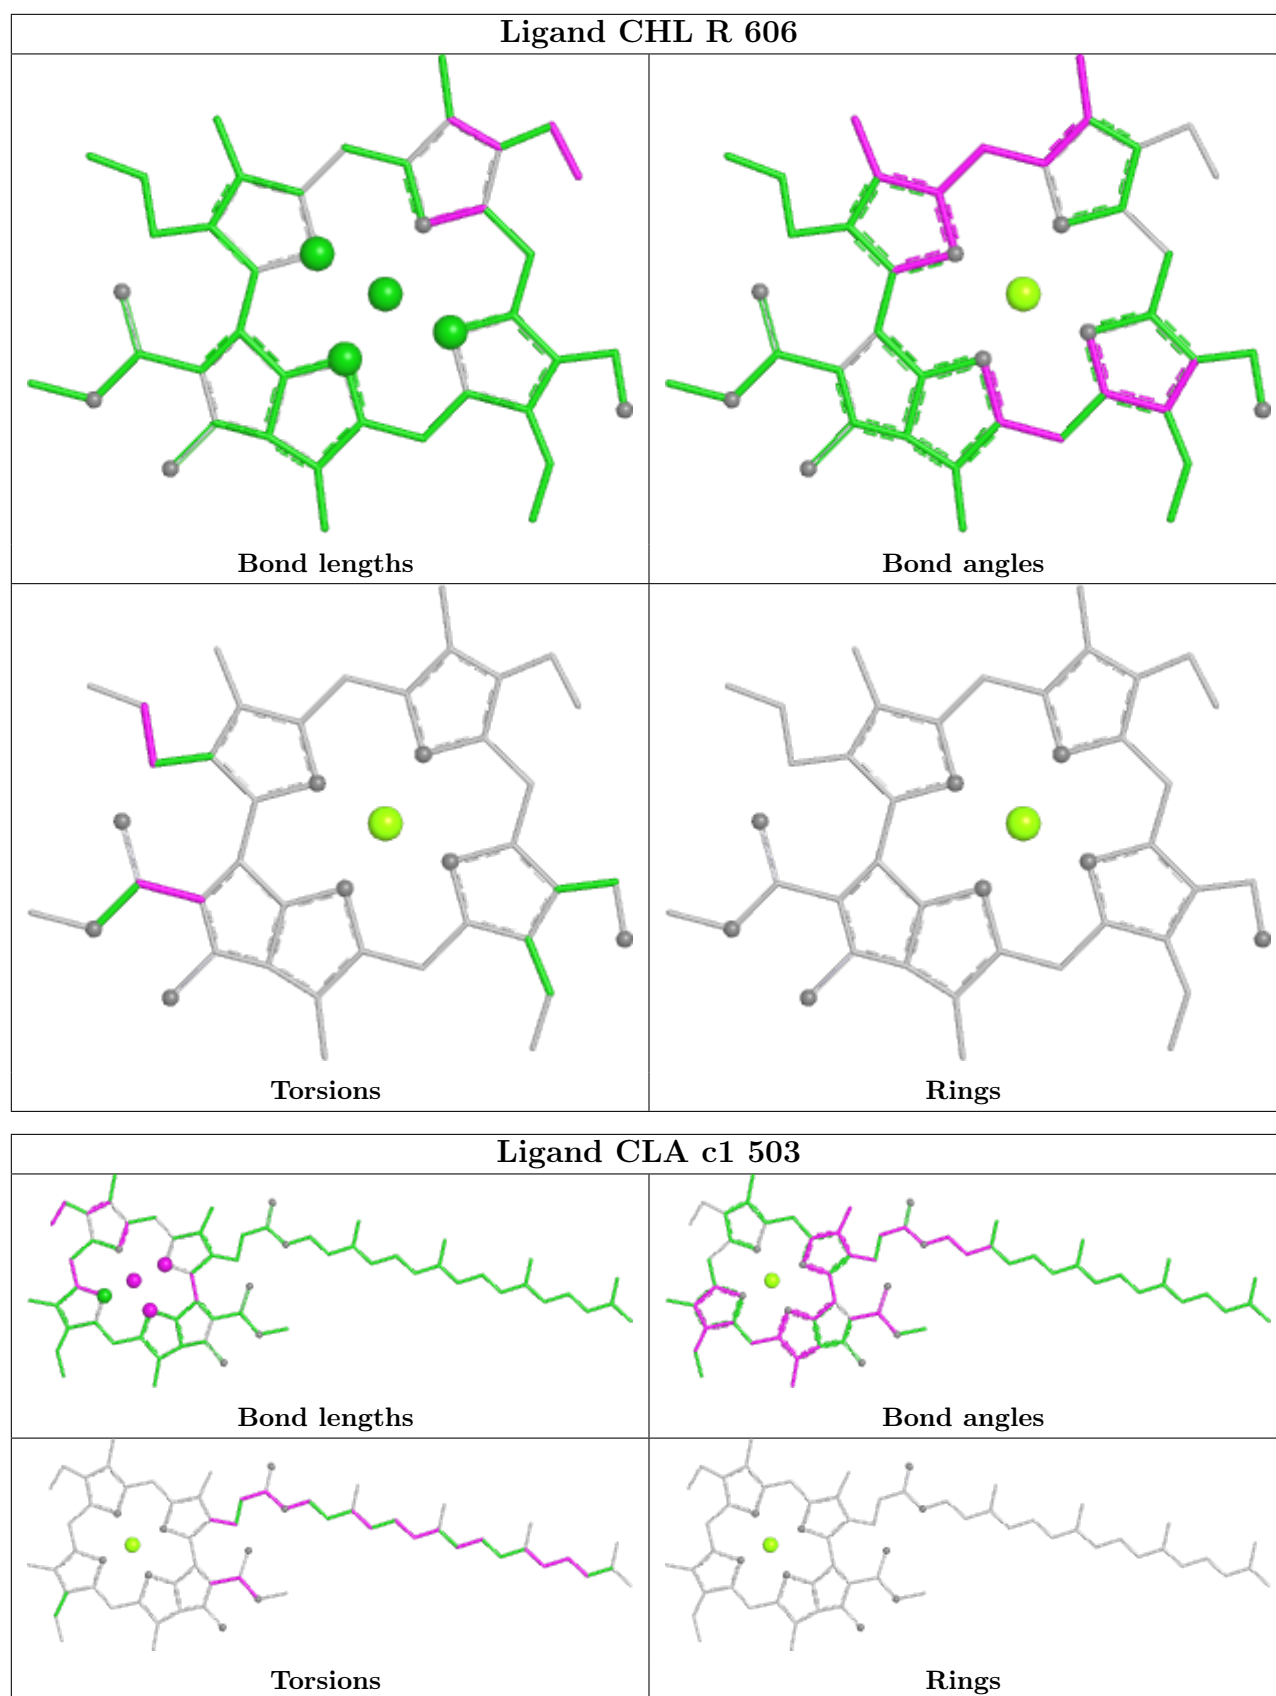 Ligand CHL R 606
Bond lengths
Bond angles
Torsions
Rings
Ligand CLA c1 503
Bond lengths
Bond angles
Torsions
Rings